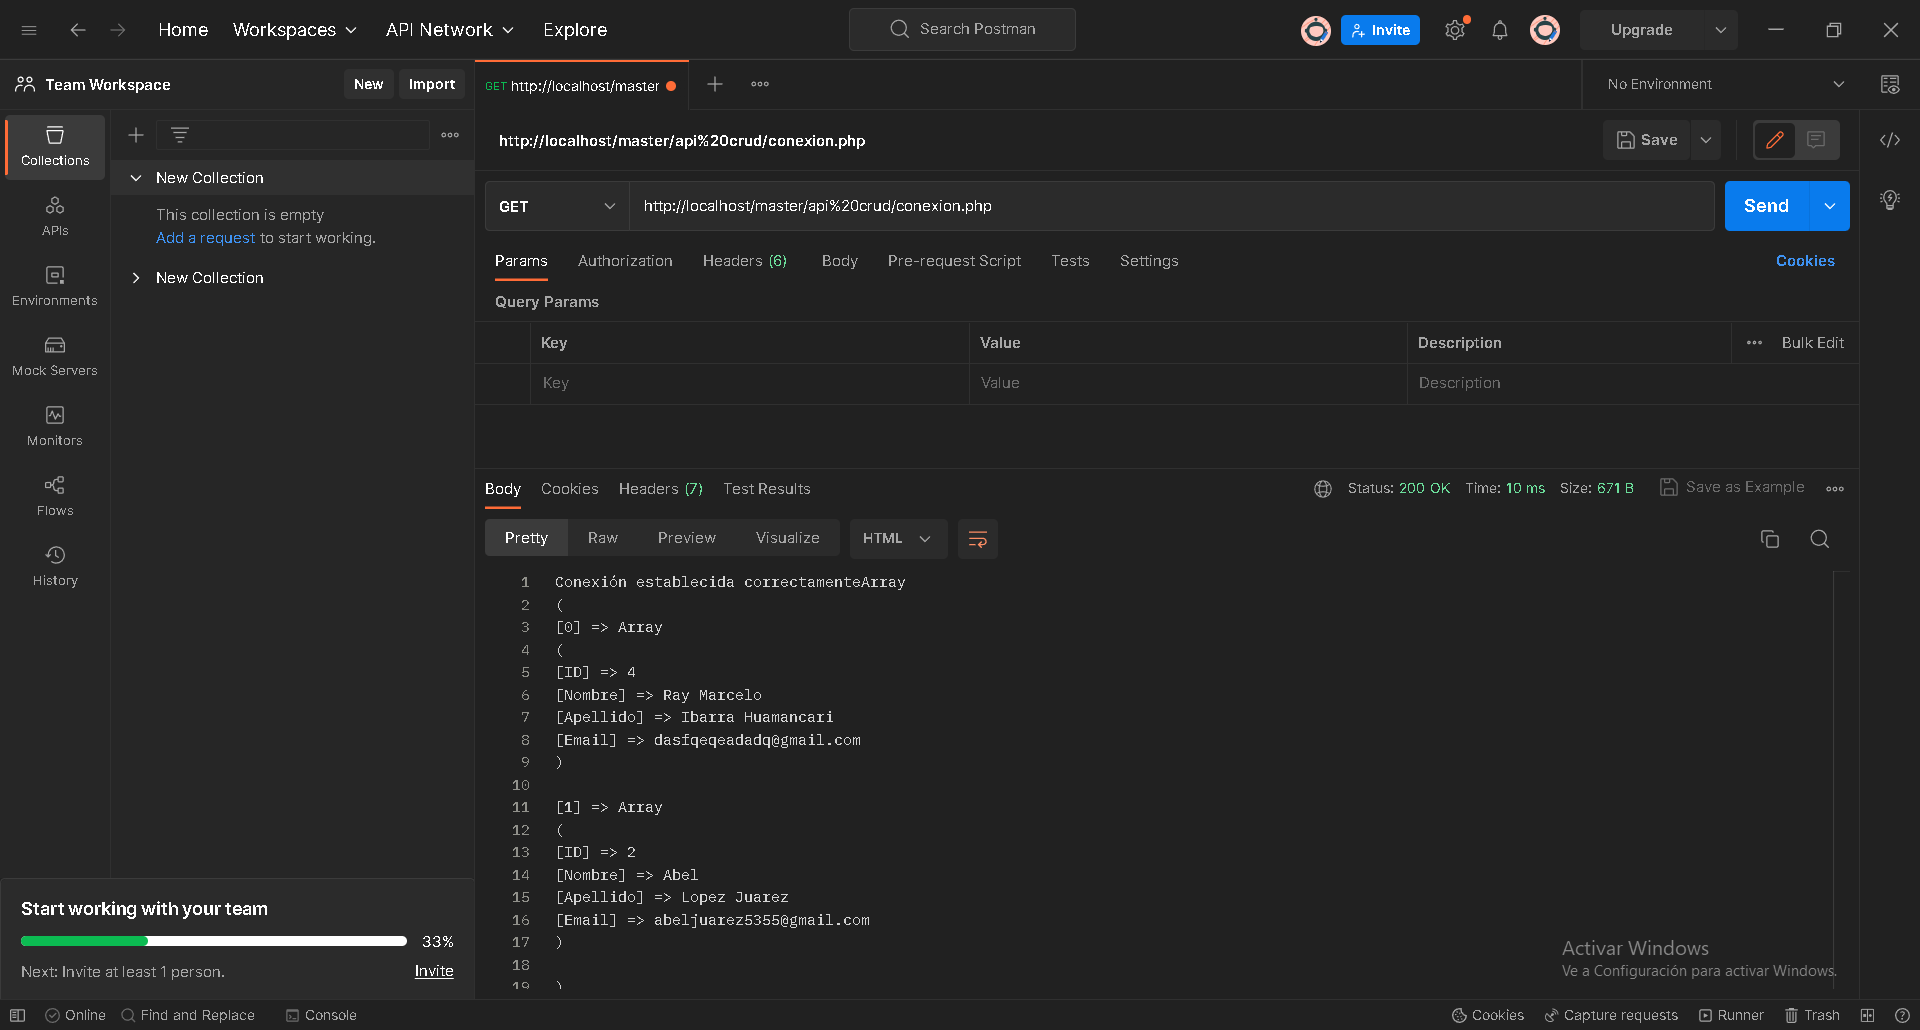 Home Workspaces API Network Explore Search Postman Invite Upgrade
Team Workspace New Import GET http://localhost/master No Environment
http://localhost/master/api%20crud/conexion.php Save
Collections
New Collection
This collection is empty
Add a request to start working.
New Collection
APIs
Environments
Mock Servers
Monitors
Flows
History
GET http://localhost/master/api%20crud/conexion.php Send
Params Authorization Headers (6) Body Pre-request Script Tests Settings Cookies
Query Params
Key Value Description Bulk Edit
Key Value Description
Body Cookies Headers (7) Test Results Status: 200 OK Time: 10 ms Size: 671 B Save as Example
Pretty Raw Preview Visualize HTML
1 Conexión establecida correctamenteArray
2 (
3 [0] => Array
4 (
5 [ID] => 4
6 [Nombre] => Ray Marcelo
7 [Apellido] => Ibarra Huamancari
8 [Email] => dasfqeqeadadq@gmail.com
9 )
10
11 [1] => Array
12 (
13 [ID] => 2
14 [Nombre] => Abel
15 [Apellido] => Lopez Juarez
16 [Email] => abeljuarez5355@gmail.com
17 )
18
19 )
Start working with your team
33%
Next: Invite at least 1 person. Invite
Activar Windows
Ve a Configuración para activar Windows.
Online Find and Replace Console Cookies Capture requests Runner Trash